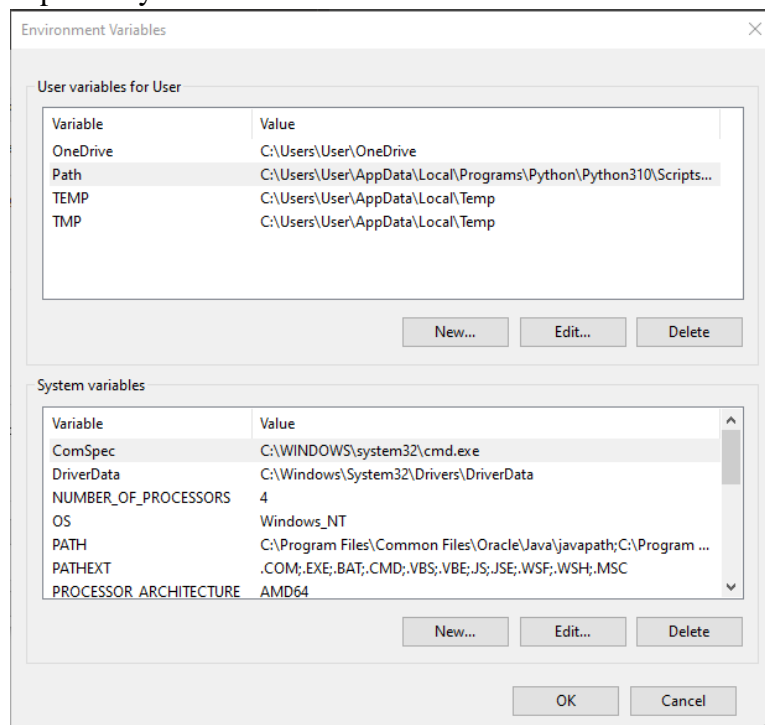 Environment Variables
User variables for User
Variable Value
OneDrive C:\Users\User\OneDrive
Path C:\Users\User\AppData\Local\Programs\Python\Python310\Scripts...
TEMP C:\Users\User\AppData\Local\Temp
TMP C:\Users\User\AppData\Local\Temp
New... Edit... Delete
System variables
Variable Value
ComSpec C:\WINDOWS\system32\cmd.exe
DriverData C:\Windows\System32\Drivers\DriverData
NUMBER_OF_PROCESSORS 4
OS Windows_NT
PATH C:\Program Files\Common Files\Oracle\Java\javapath;C:\Program ...
PATHEXT .COM;.EXE;.BAT;.CMD;.VBS;.VBE;.JS;.JSE;.WSF;.WSH;.MSC
PROCESSOR_ARCHITECTURE AMD64
New... Edit... Delete
OK Cancel